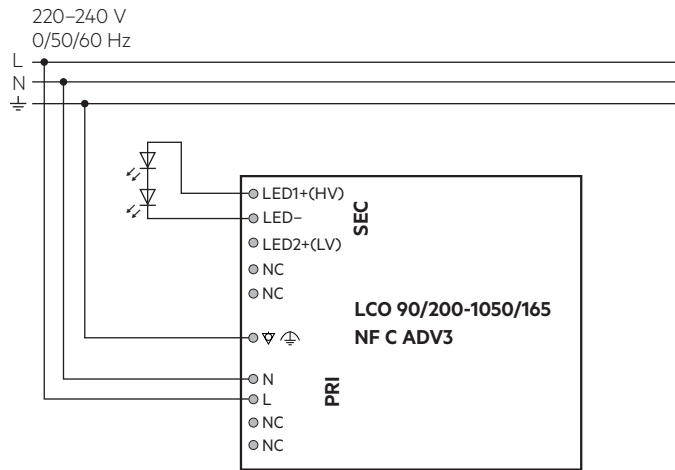 220–240 V
0/50/60 Hz
L
N
LED1+(HV)
LED–
LED2+(LV)
NC
NC
SEC
LCO 90/200-1050/165
NF C ADV3
N
L
NC
NC
PRI